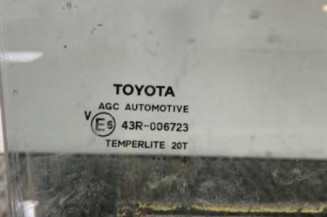 TOYOTA
AGC AUTOMOTIVE
V E6 43R-006723
TEMPERLITE 20T